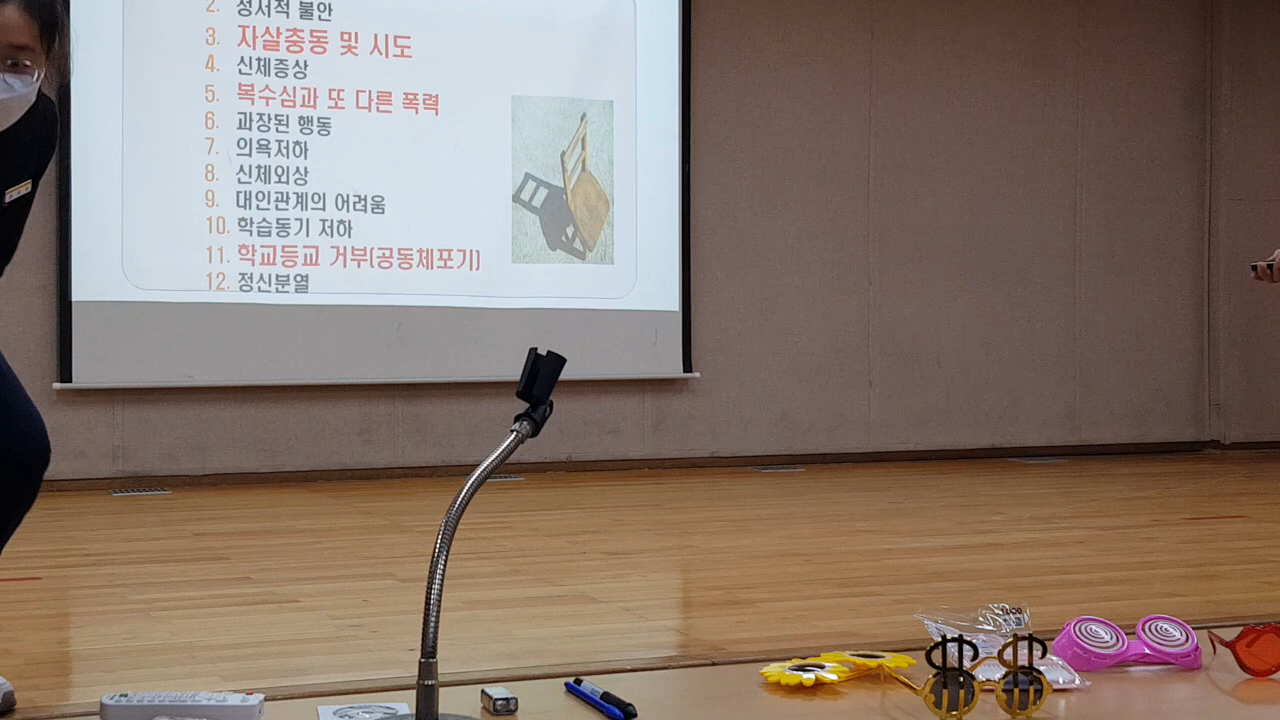 2. 정서적 불안
3. 자살충동 및 시도
4. 신체증상
5. 복수심과 또 다른 폭력
6. 과장된 행동
7. 의욕저하
8. 신체외상
9. 대인관계의 어려움
10. 학습동기 저하
11. 학교등교 거부(공동체포기)
12. 정신분열